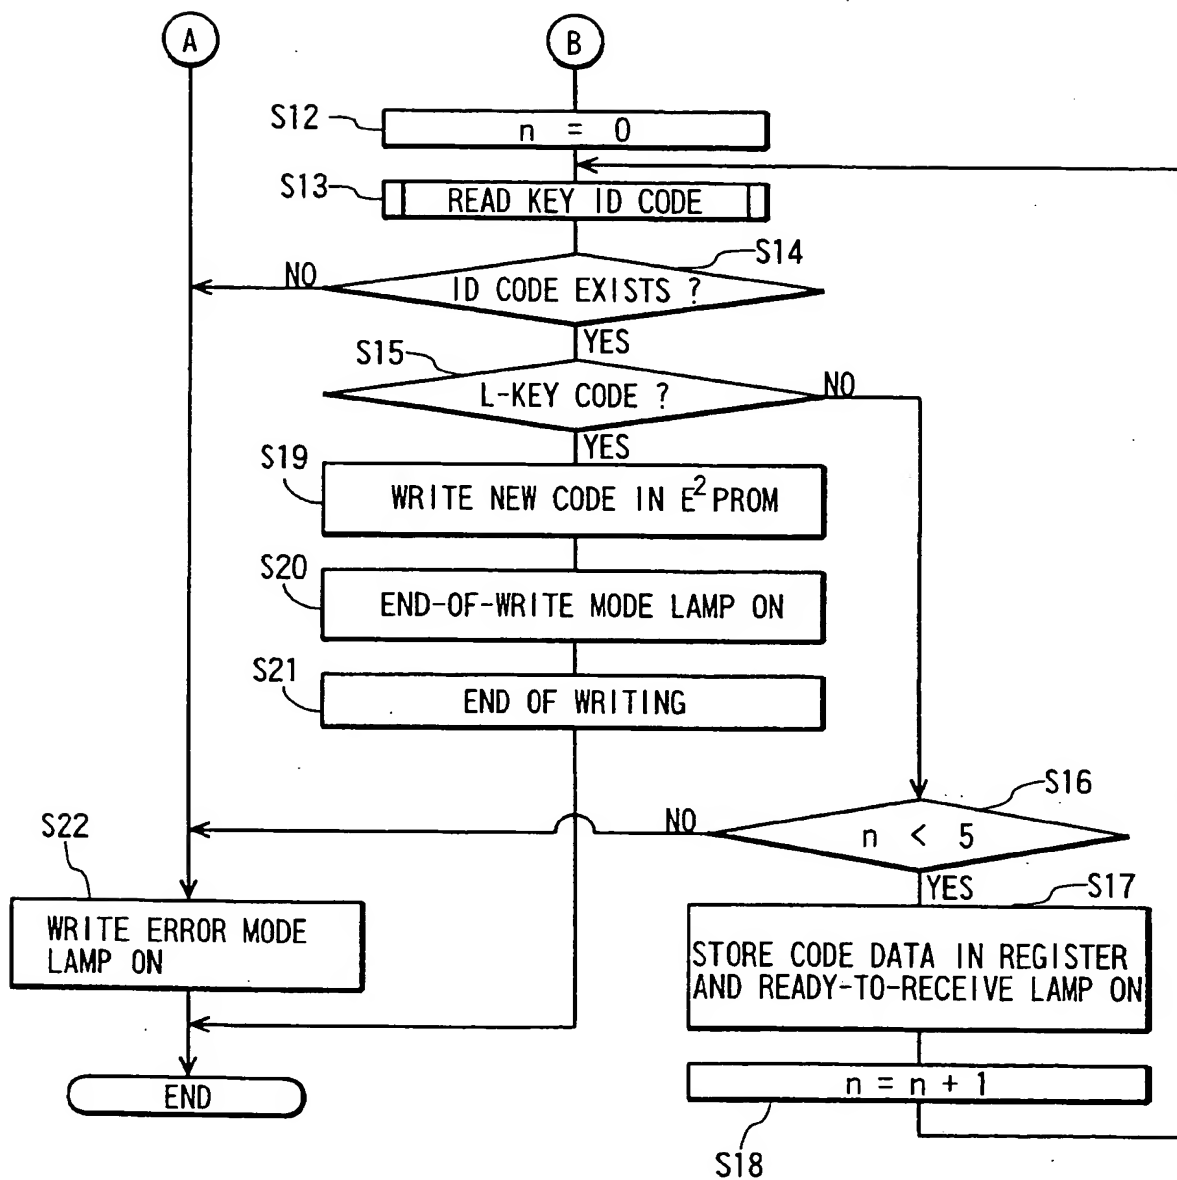 A
B
S12
n = 0
S13
READ KEY ID CODE
S14
NO
ID CODE EXISTS ?
YES
S15
L-KEY CODE ?
NO
YES
S19
WRITE NEW CODE IN E²PROM
S20
END-OF-WRITE MODE LAMP ON
S21
END OF WRITING
S16
NO
n < 5
S22
YES
S17
WRITE ERROR MODE
LAMP ON
STORE CODE DATA IN REGISTER
AND READY-TO-RECEIVE LAMP ON
END
n = n + 1
S18